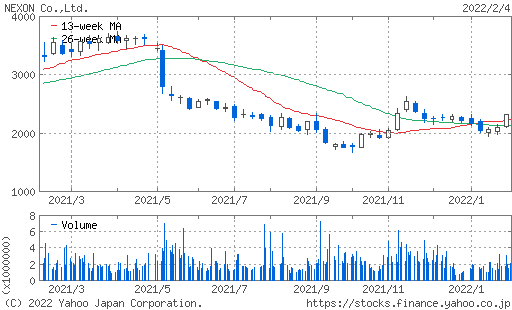 NEXON Co.,Ltd. 2022/2/4
4000
13-week MA
26-week MA
3000
2000
1000
2021/3 2021/5 2021/7 2021/9 2021/11 2022/1
8
Volume
6
4
2
0
(x1000000)
2021/3 2021/5 2021/7 2021/9 2021/11 2022/1
(C) 2022 Yahoo Japan Corporation. https://stocks.finance.yahoo.co.jp